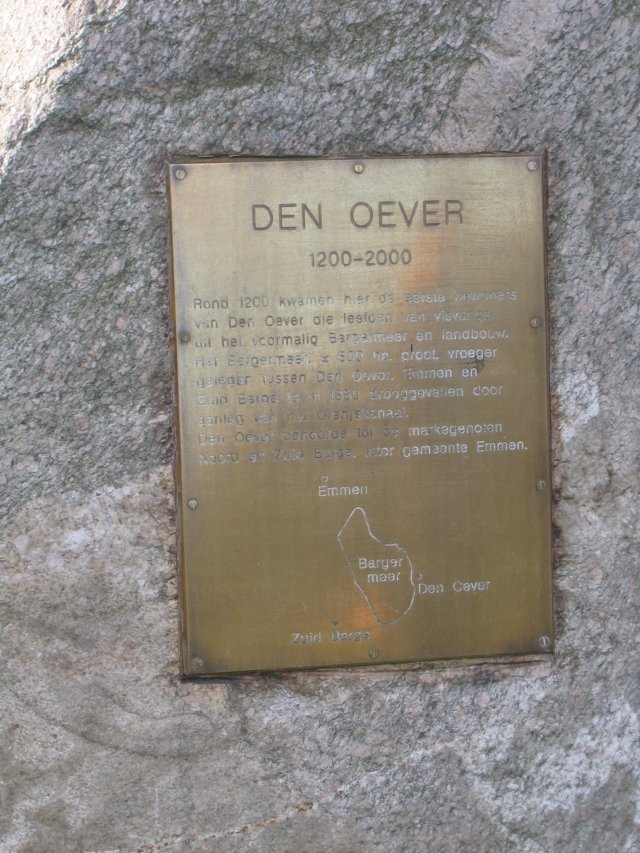 DEN OEVER
1200-2000
Rond 1200 kwamen hier de eerste bewoners
van Den Oever die leefden van visvangst
uit het voormalig Bargermeer en landbouw.
Het Bargermeer, ± 500 ha. groot, vroeger
gelegen tussen Den Oever, Emmen en
Zuid Barge is in drooggevallen door
aanleg van het Oranjekanaal.
Den Oever behoorde tot de markegenoten
Noord en Zuid Barge, later gemeente Emmen.
Emmen
Barger
meer
Den Oever
Zuid Barge